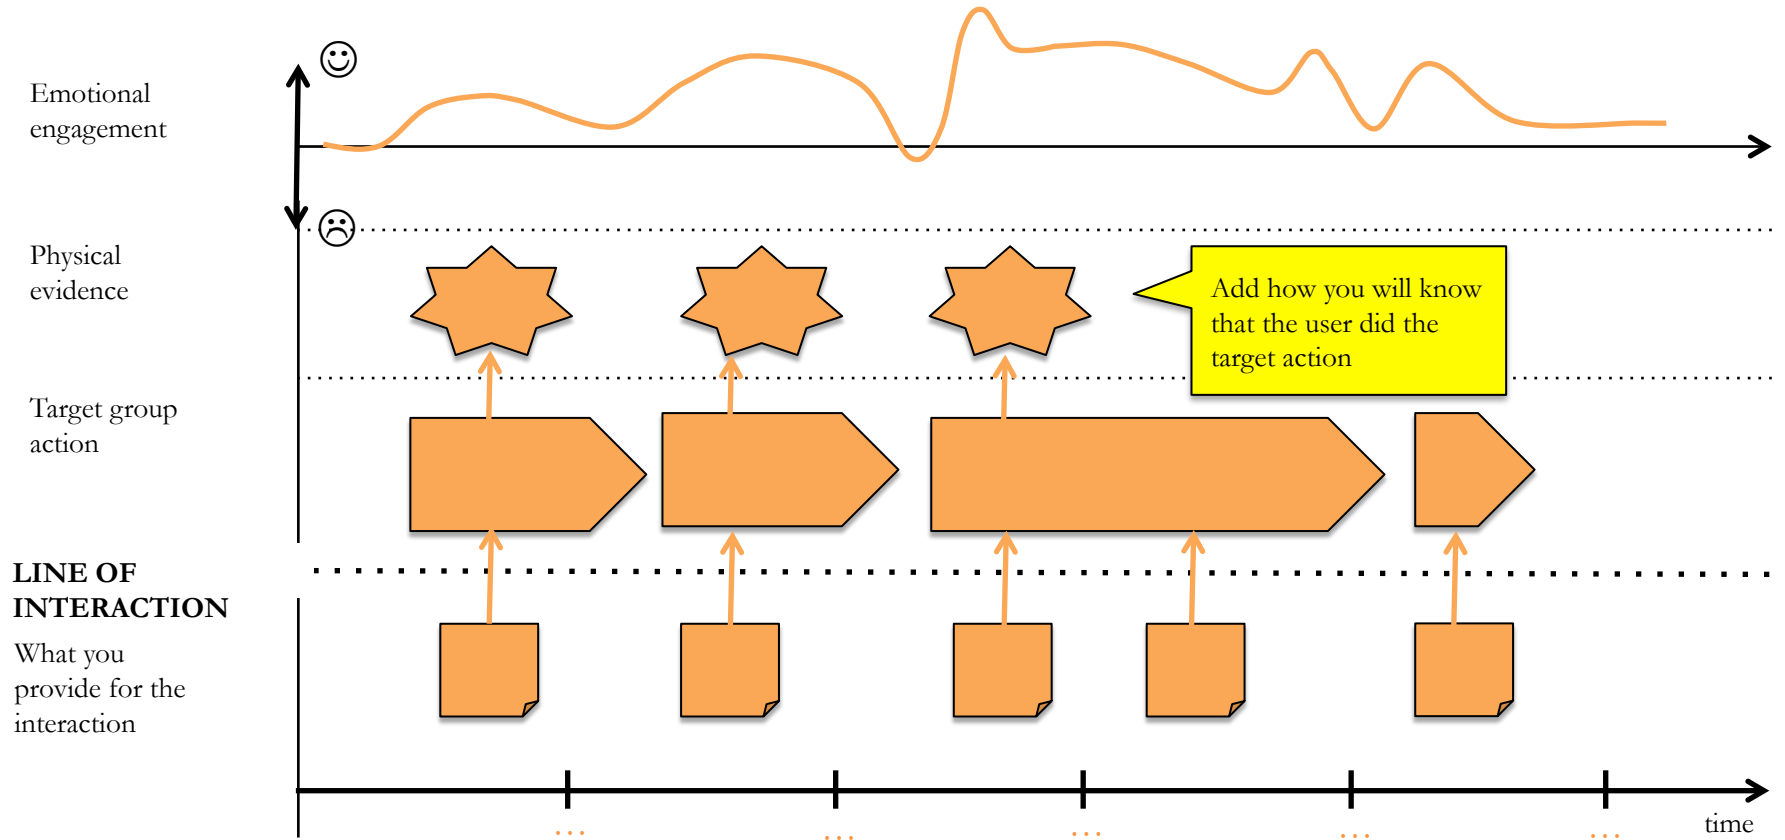 Emotional
engagement
Physical
evidence
Add how you will know
that the user did the
target action
Target group
action
LINE OF
INTERACTION
What you
provide for the
interaction
time
... ... ... ... ...